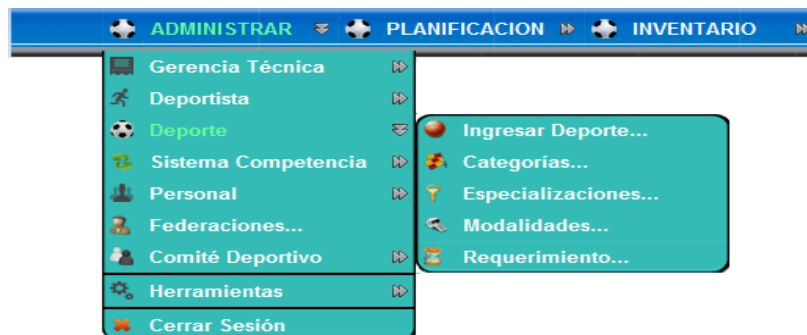 ADMINISTRAR PLANIFICACION INVENTARIO
Gerencia Técnica
Deportista
Deporte
Sistema Competencia
Personal
Federaciones...
Comité Deportivo
Herramientas
Cerrar Sesión
Ingresar Deporte...
Categorías...
Especializaciones...
Modalidades...
Requerimiento...